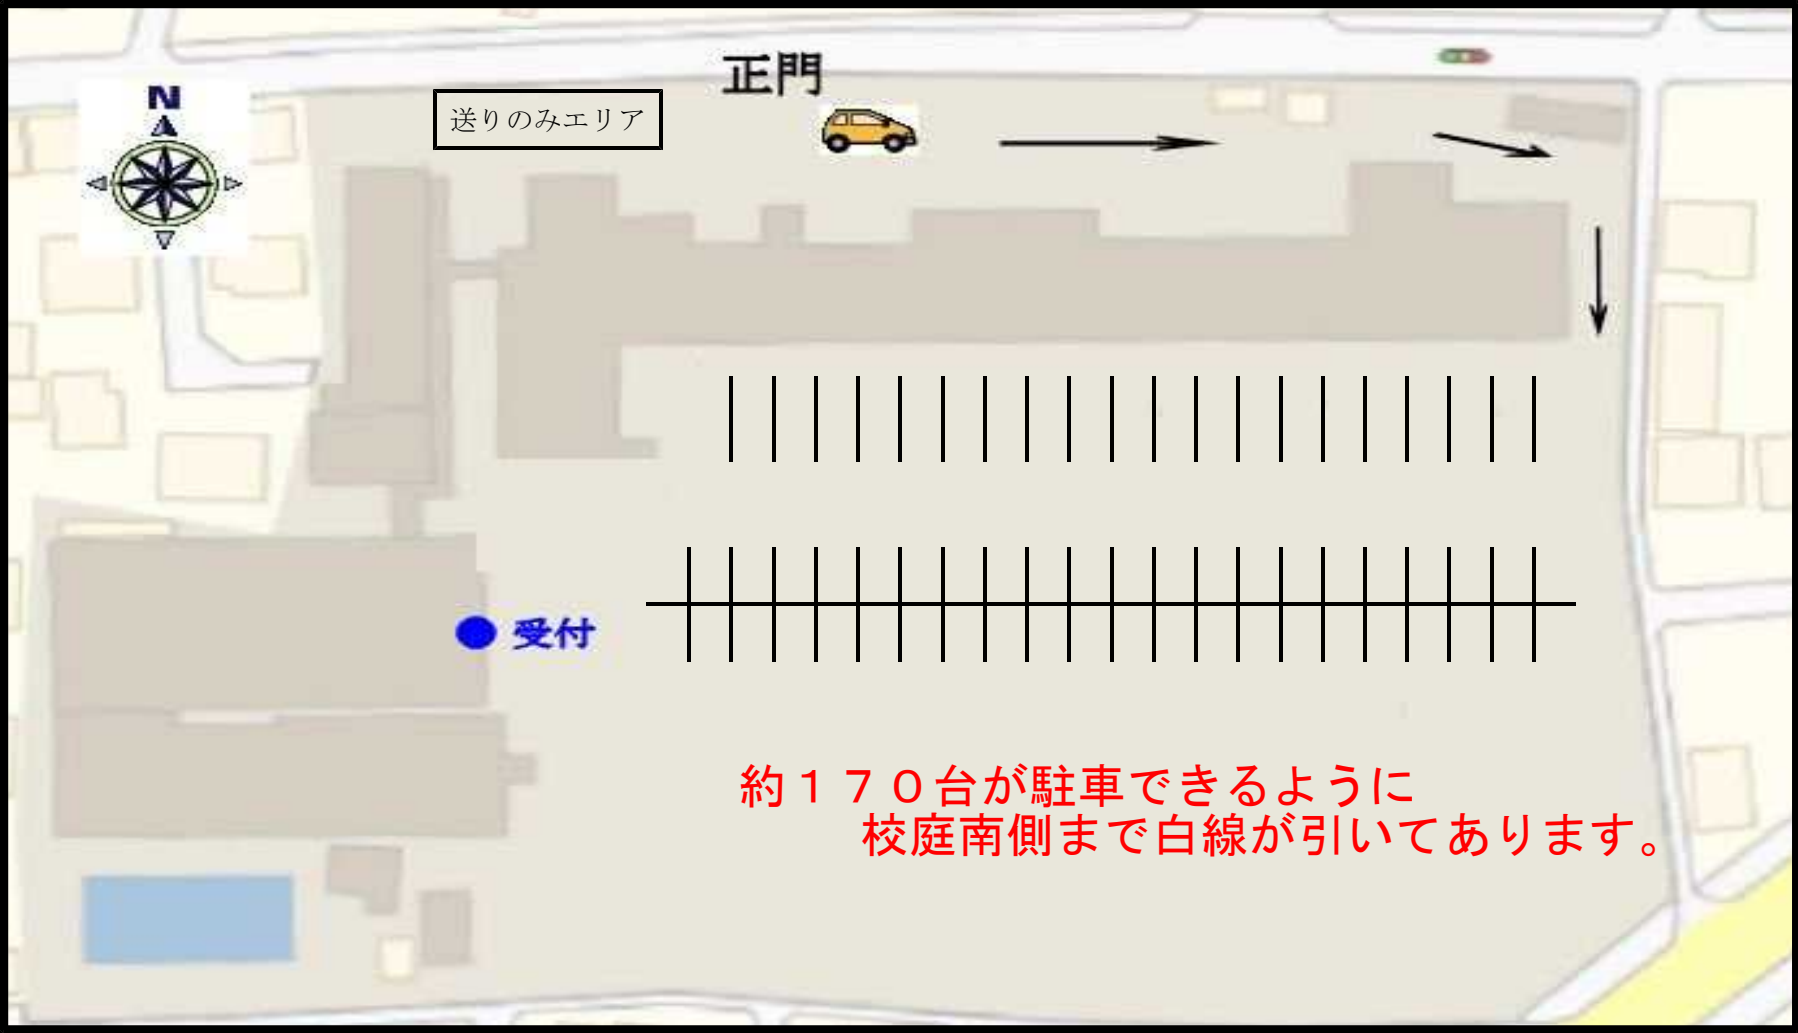 正門
N
送りのみエリア
受付
約１７０台が駐車できるように
校庭南側まで白線が引いてあります。